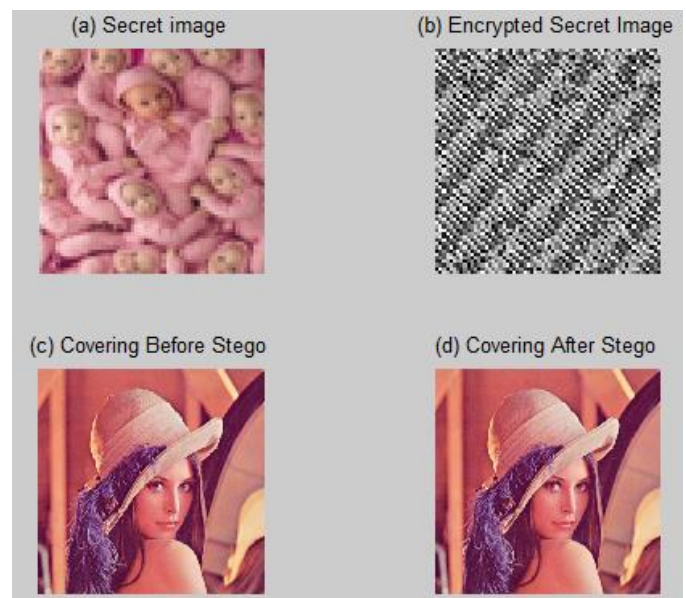 (a) Secret image
(b) Encrypted Secret Image
(c) Covering Before Stego
(d) Covering After Stego